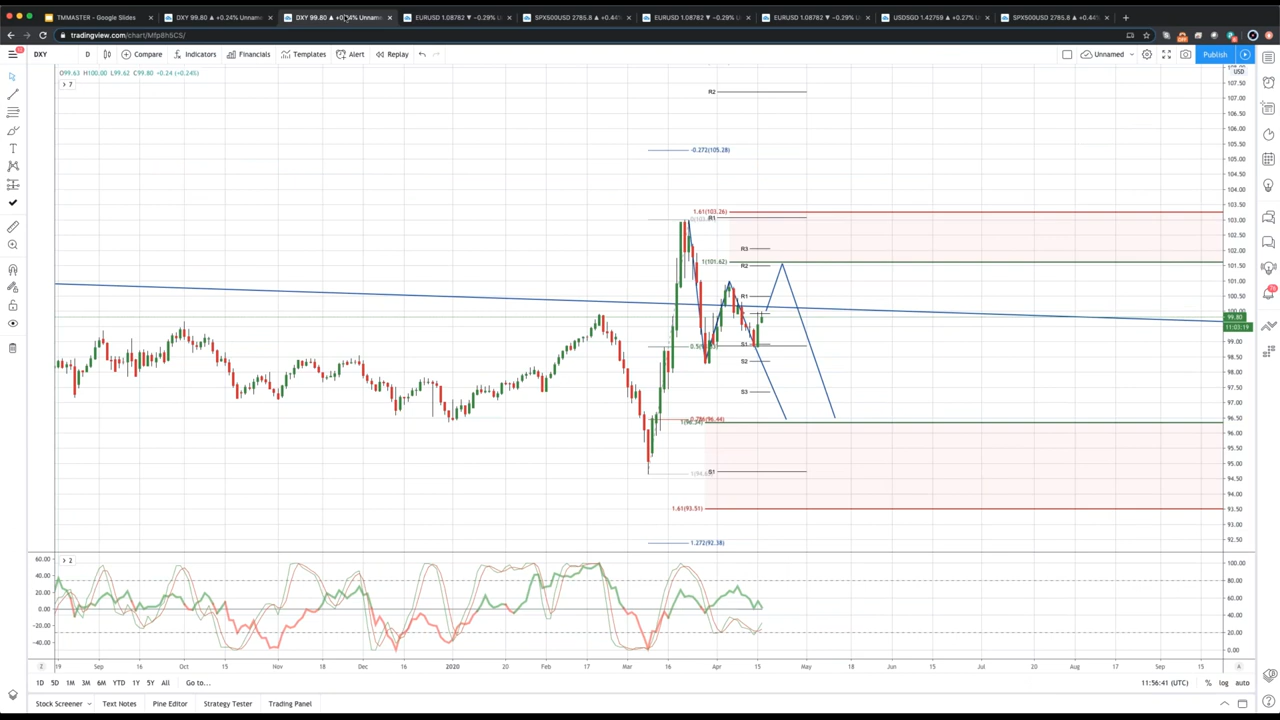 TMMASTER - Google Slides
DXY 99.80 ▲ +0.24% Unnam
DXY 99.80 ▲ +0.24% Unnam
EURUSD 1.08782 ▼ −0.29% U
SPX500USD 2785.8 ▲ +0.44
EURUSD 1.08782 ▼ −0.29% U
EURUSD 1.08782 ▼ −0.29% U
USDSGD 1.42759 ▲ +0.27% U
SPX500USD 2785.8 ▲ +0.44
tradingview.com/chart/Mfp8h5CS/
DXY
D
Compare
Indicators
Financials
Templates
Alert
Replay
Unnamed
Publish
O99.63 H100.00 L99.62 C99.80 +0.24 (+0.24%)
7
USD
107.50
107.00
106.50
106.00
105.50
105.00
104.50
104.00
103.50
103.00
102.50
102.00
101.50
101.00
100.50
100.00
99.80
11:03:19
99.00
98.50
98.00
97.50
97.00
96.50
96.00
95.50
95.00
94.50
94.00
93.50
93.00
92.50
R2
-0.272(105.28)
1.61(103.26)
R1
R3
1(101.62)
R2
R1
S1
S2
S3
S1
1.61(93.51)
1.272(92.38)
2
60.00
40.00
20.00
0.00
−20.00
−40.00
100.00
80.00
60.00
40.00
20.00
0.00
Z
19
Sep
16
Oct
15
Nov
18
Dec
16
2020
20
Feb
17
Mar
16
Apr
15
May
18
Jun
15
Jul
20
Aug
17
Sep
15
A
1D
5D
1M
3M
6M
YTD
1Y
5Y
All
Go to...
11:56:41 (UTC)
%
log
auto
Stock Screener
Text Notes
Pine Editor
Strategy Tester
Trading Panel